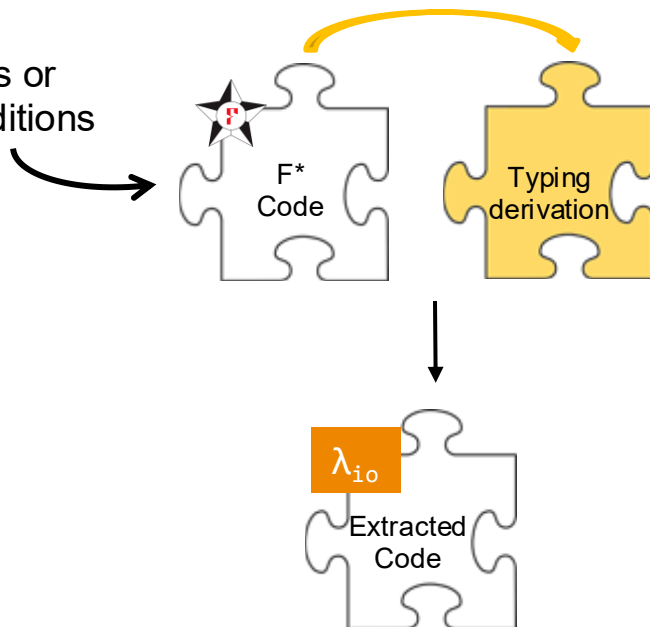 s or
ditions
F*
Code
Typing
derivation
λio
Extracted
Code